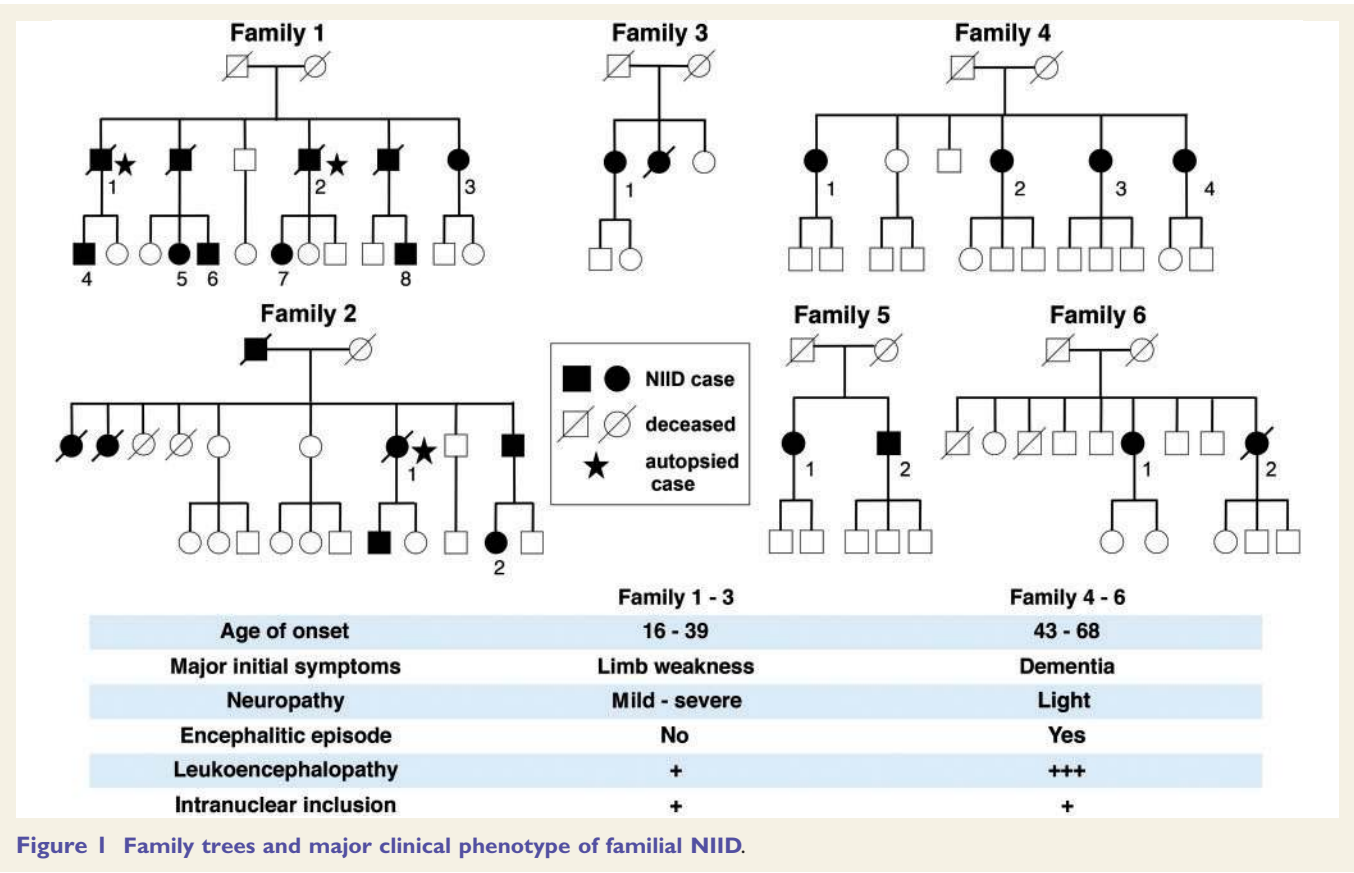 Family 1
Family 3
Family 4
1
2
3
1
1
2
3
4
4
5
6
7
8
Family 2
Family 5
Family 6
NIID case
deceased
autopsied
case
1
1
2
1
2
2
Family 1 - 3
Family 4 - 6
Age of onset
16 - 39
43 - 68
Major initial symptoms
Limb weakness
Dementia
Neuropathy
Mild - severe
Light
Encephalitic episode
No
Yes
Leukoencephalopathy
+
+++
Intranuclear inclusion
+
+
Figure 1 Family trees and major clinical phenotype of familial NIID.